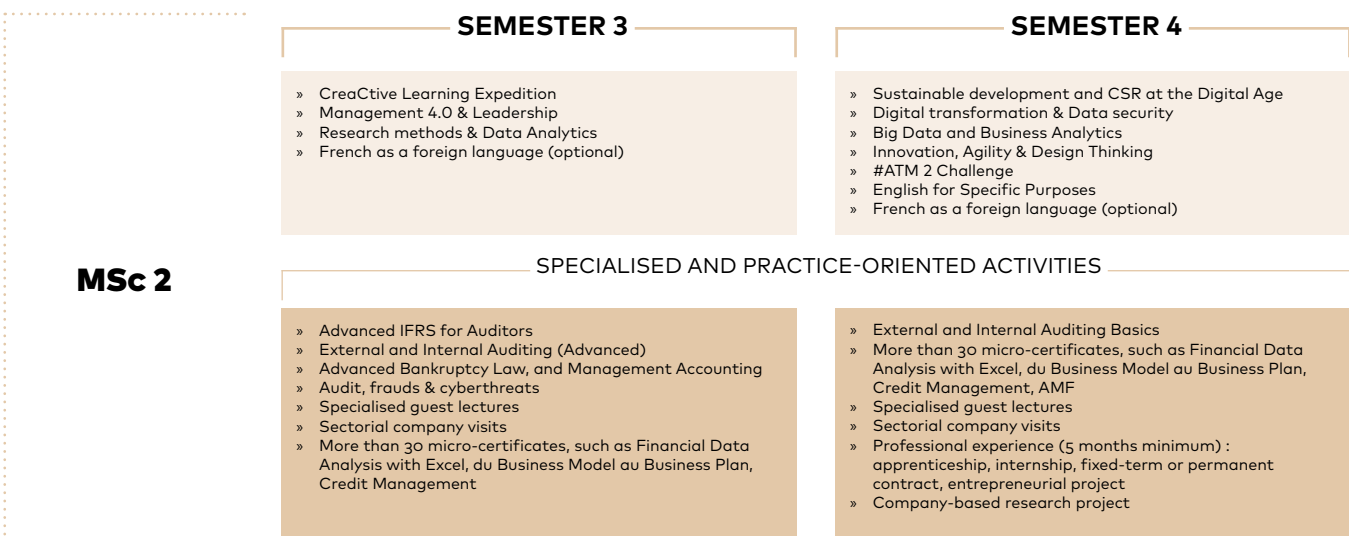 SEMESTER 3
» CreaCtive Learning Expedition
» Management 4.0 & Leadership
» Research methods & Data Analytics
» French as a foreign language (optional)
SEMESTER 4
» Sustainable development and CSR at the Digital Age
» Digital transformation & Data security
» Big Data and Business Analytics
» Innovation, Agility & Design Thinking
» #ATM 2 Challenge
» English for Specific Purposes
» French as a foreign language (optional)
MSc 2
SPECIALISED AND PRACTICE-ORIENTED ACTIVITIES
» Advanced IFRS for Auditors
» External and Internal Auditing (Advanced)
» Advanced Bankruptcy Law, and Management Accounting
» Audit, frauds & cyberthreats
» Specialised guest lectures
» Sectorial company visits
» More than 30 micro-certificates, such as Financial Data
Analysis with Excel, du Business Model au Business Plan,
Credit Management
» External and Internal Auditing Basics
» More than 30 micro-certificates, such as Financial Data
Analysis with Excel, du Business Model au Business Plan,
Credit Management, AMF
» Specialised guest lectures
» Sectorial company visits
» Professional experience (5 months minimum) :
apprenticeship, internship, fixed-term or permanent
contract, entrepreneurial project
» Company-based research project